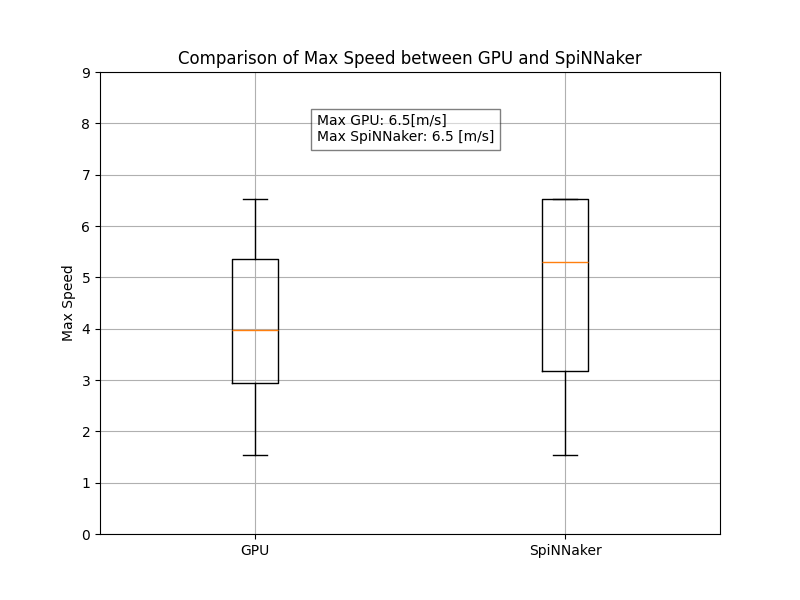 Comparison of Max Speed between GPU and SpiNNaker
9
8
7
6
5
4
3
2
1
0
Max Speed
Max GPU: 6.5[m/s]
Max SpiNNaker: 6.5 [m/s]
GPU
SpiNNaker